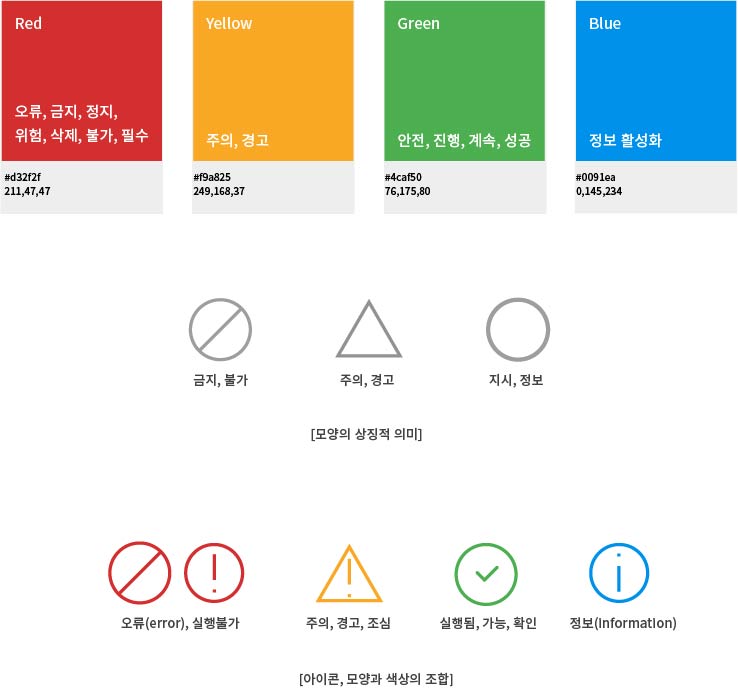 Red
오류, 금지, 정지,
위험, 삭제, 불가, 필수
#d32f2f
211,47,47
Yellow
주의, 경고
#f9a825
249,168,37
Green
안전, 진행, 계속, 성공
#4caf50
76,175,80
Blue
정보 활성화
#0091ea
0,145,234
금지, 불가
주의, 경고
지시, 정보
[모양의 상징적 의미]
오류(error), 실행불가
주의, 경고, 조심
실행됨, 가능, 확인
정보(information)
[아이콘, 모양과 색상의 조합]